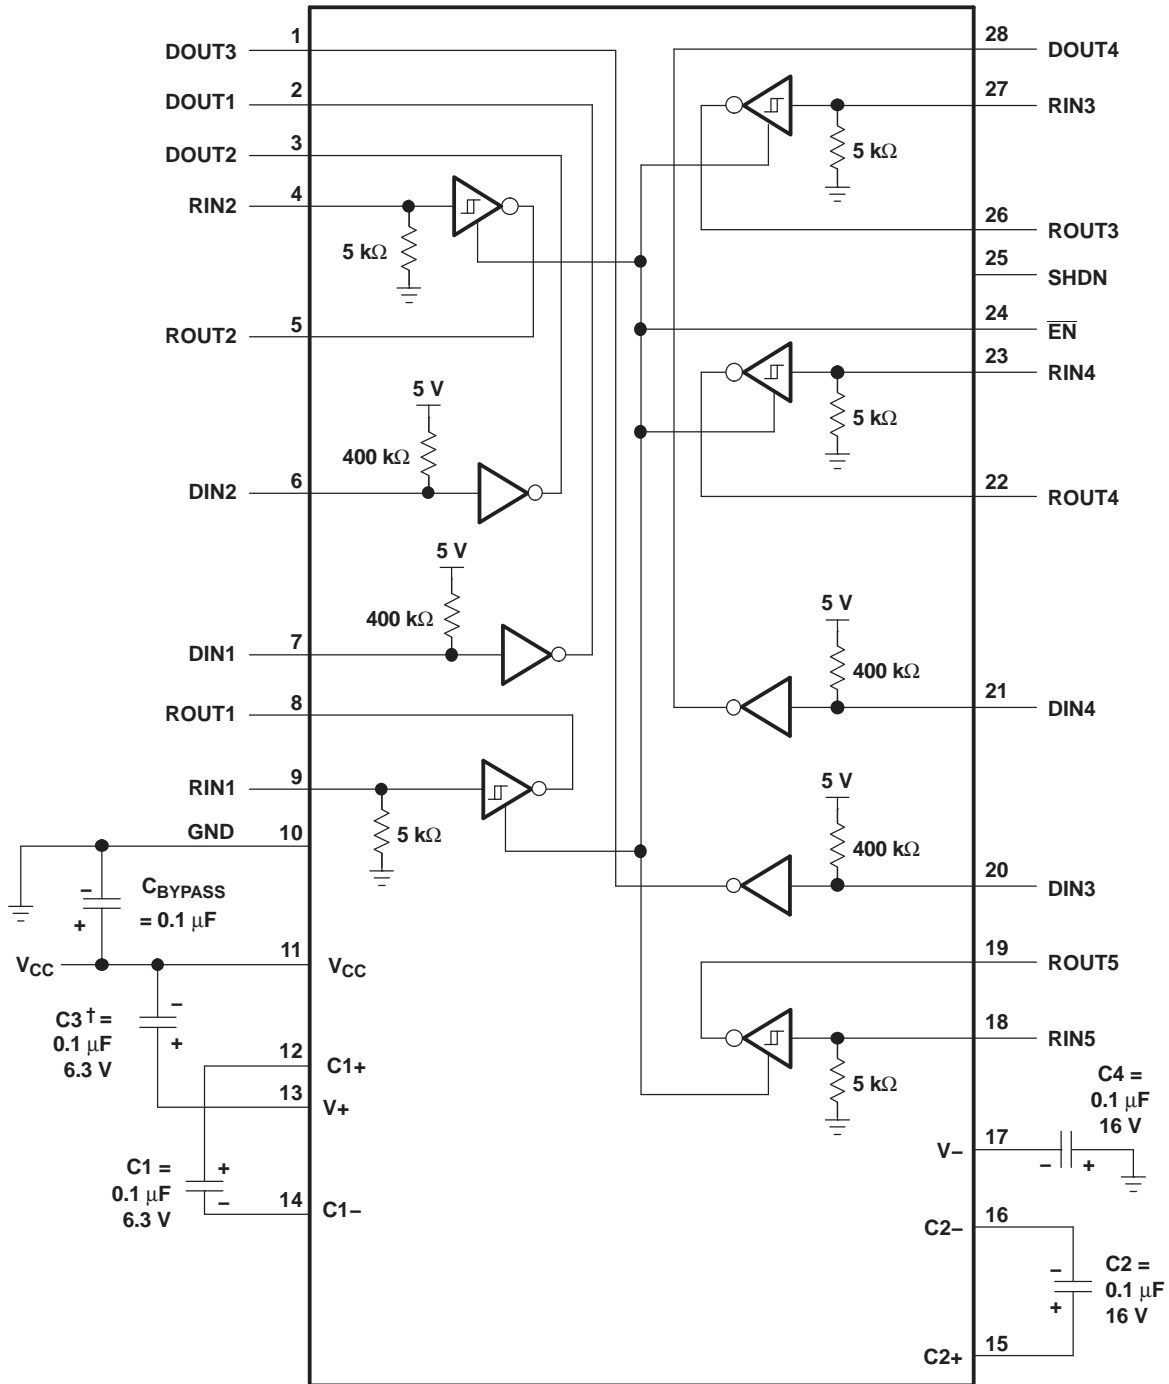 DOUT3 1
DOUT1 2
DOUT2 3
RIN2 4
5 kΩ
ROUT2 5
5 V
400 kΩ
DIN2 6
5 V
400 kΩ
DIN1 7
ROUT1 8
RIN1 9
5 kΩ
GND 10
CBYPASS
= 0.1 μF
–
+
VCC 11 VCC
C3† =
0.1 μF
6.3 V
–
+
12 C1+
13 V+
C1 =
0.1 μF
6.3 V
+
–
14 C1–
28 DOUT4
27 RIN3
5 kΩ
26 ROUT3
25 SHDN
24 E̅N̅
23 RIN4
5 kΩ
22 ROUT4
5 V
400 kΩ
21 DIN4
5 V
400 kΩ
20 DIN3
19 ROUT5
18 RIN5
5 kΩ
C4 =
0.1 μF
16 V
V– 17
– +
C2– 16
–
+
C2 =
0.1 μF
16 V
C2+ 15